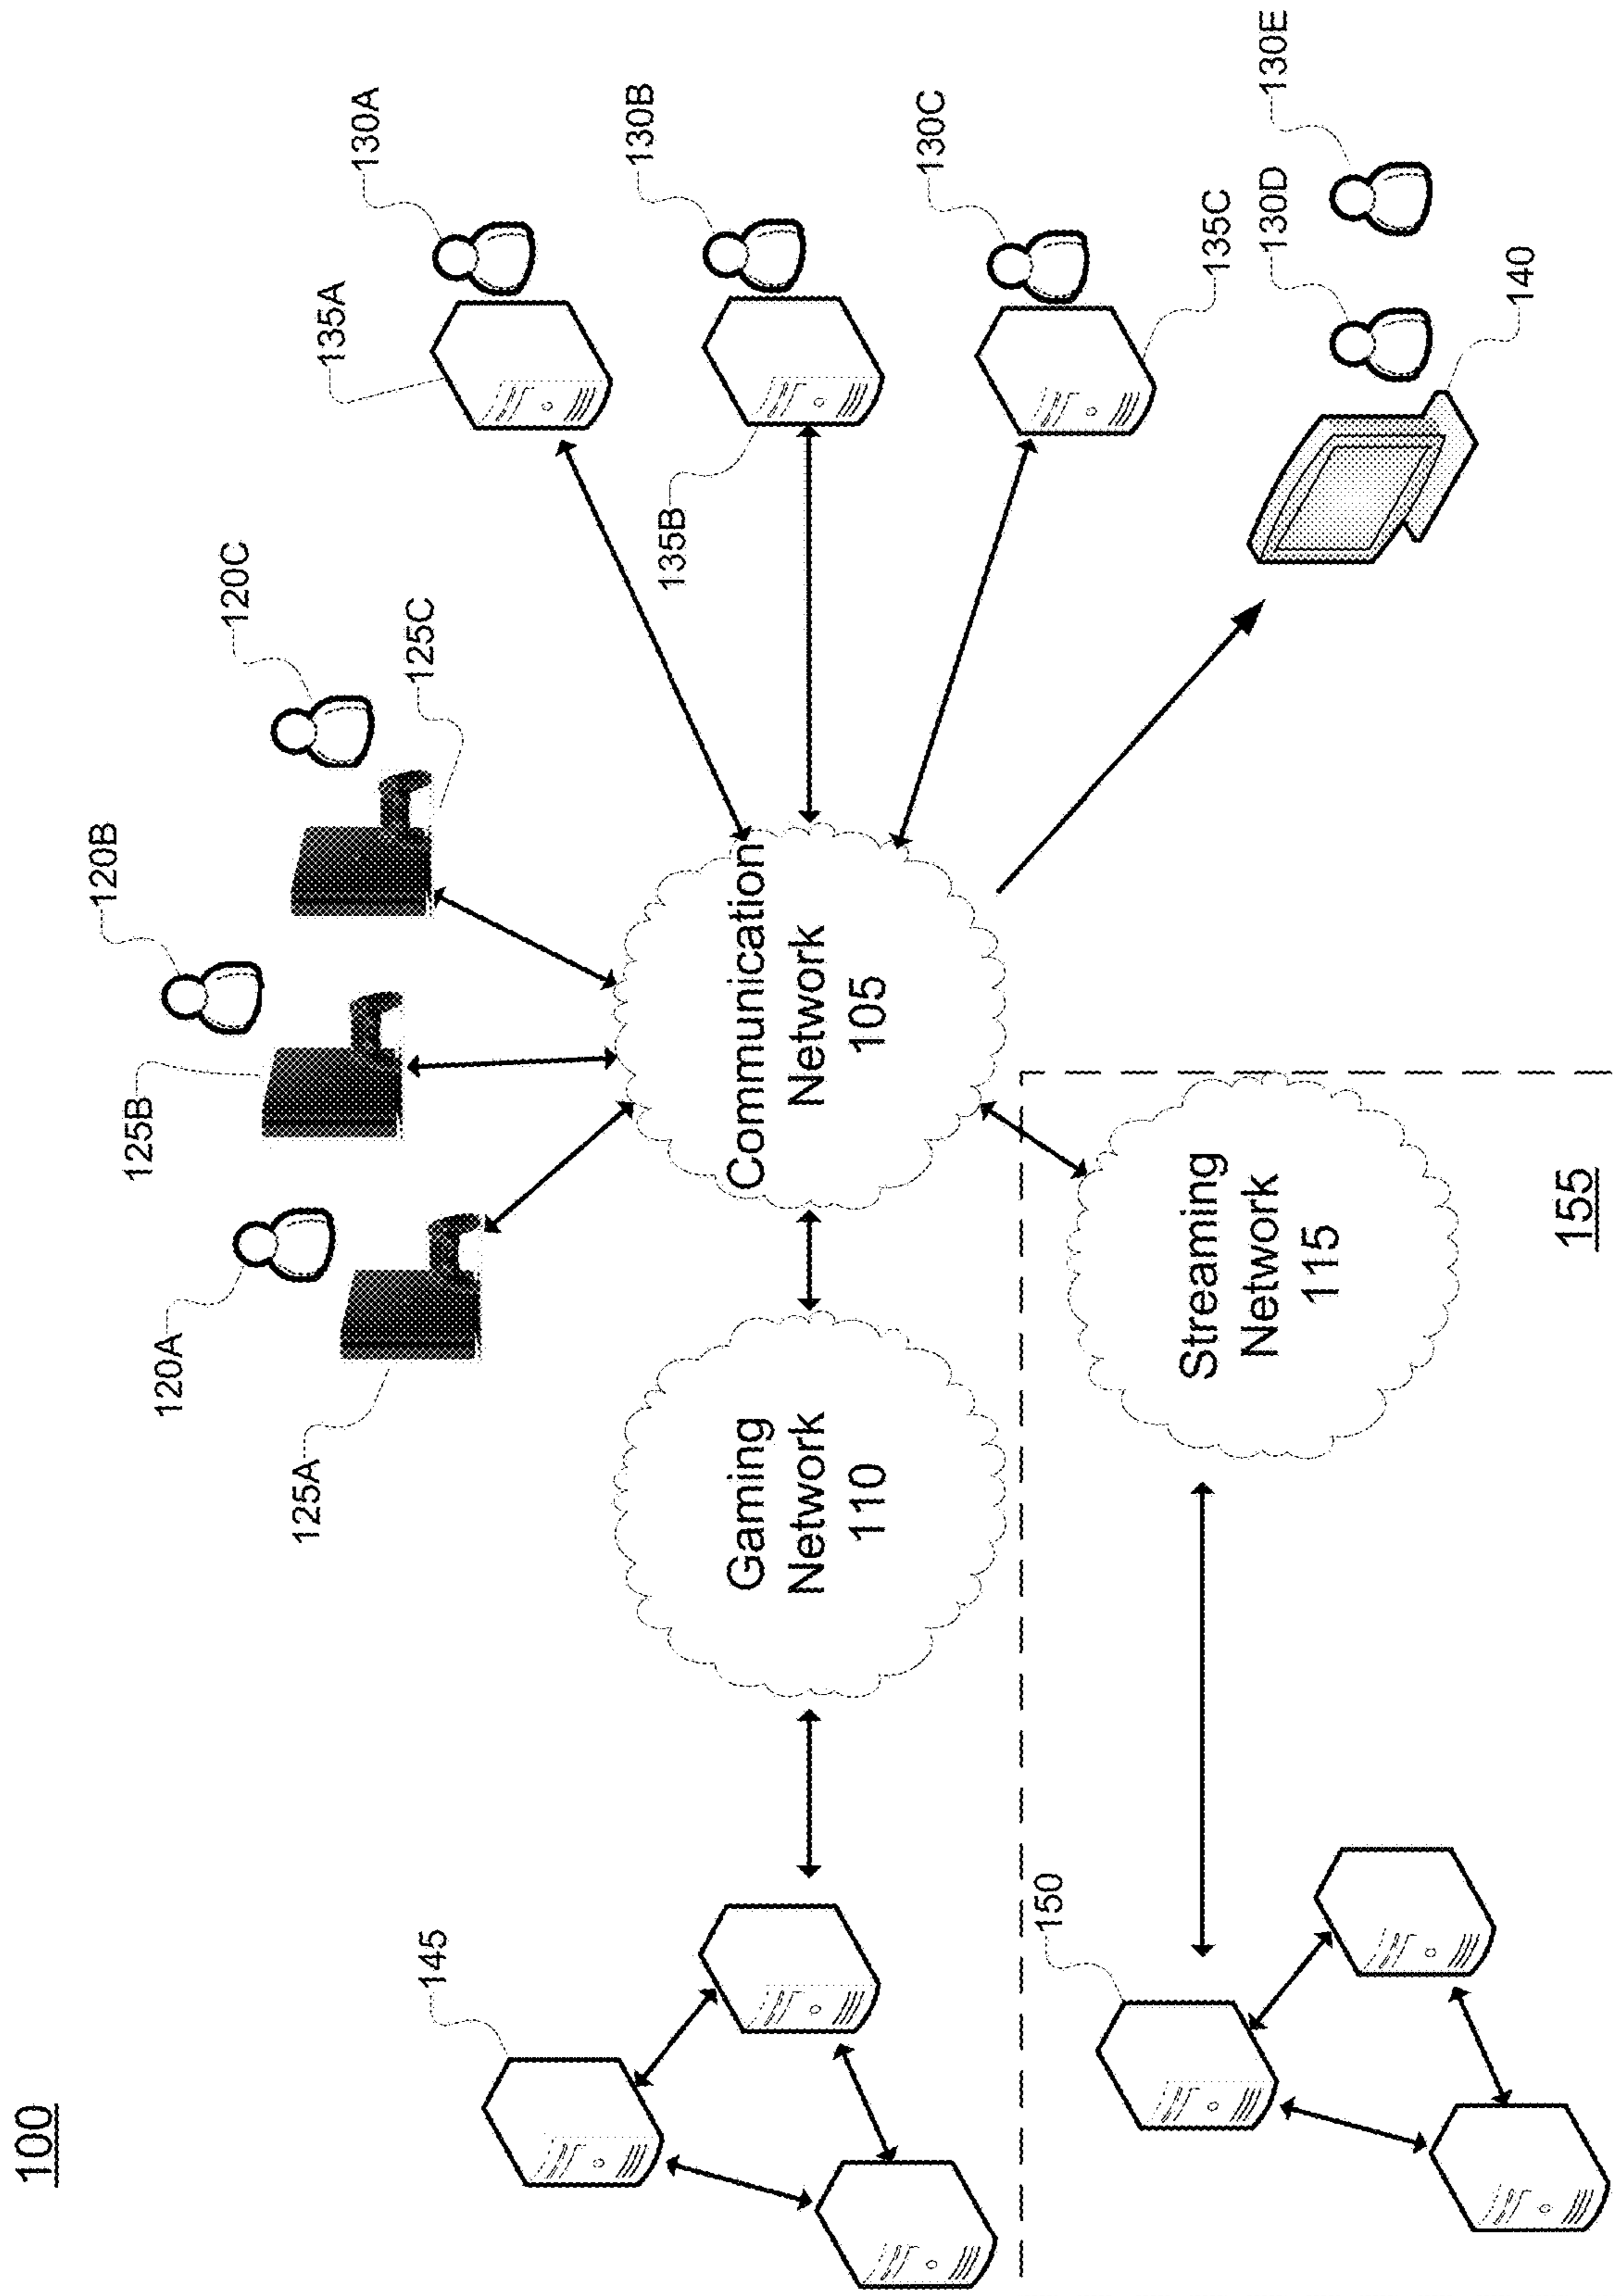 100
120A
120B
120C
125A
125B
125C
130A
135A
130B
135B
130C
135C
130D
130E
140
145
Gaming
Network
110
Communication
Network
105
150
Streaming
Network
115
155